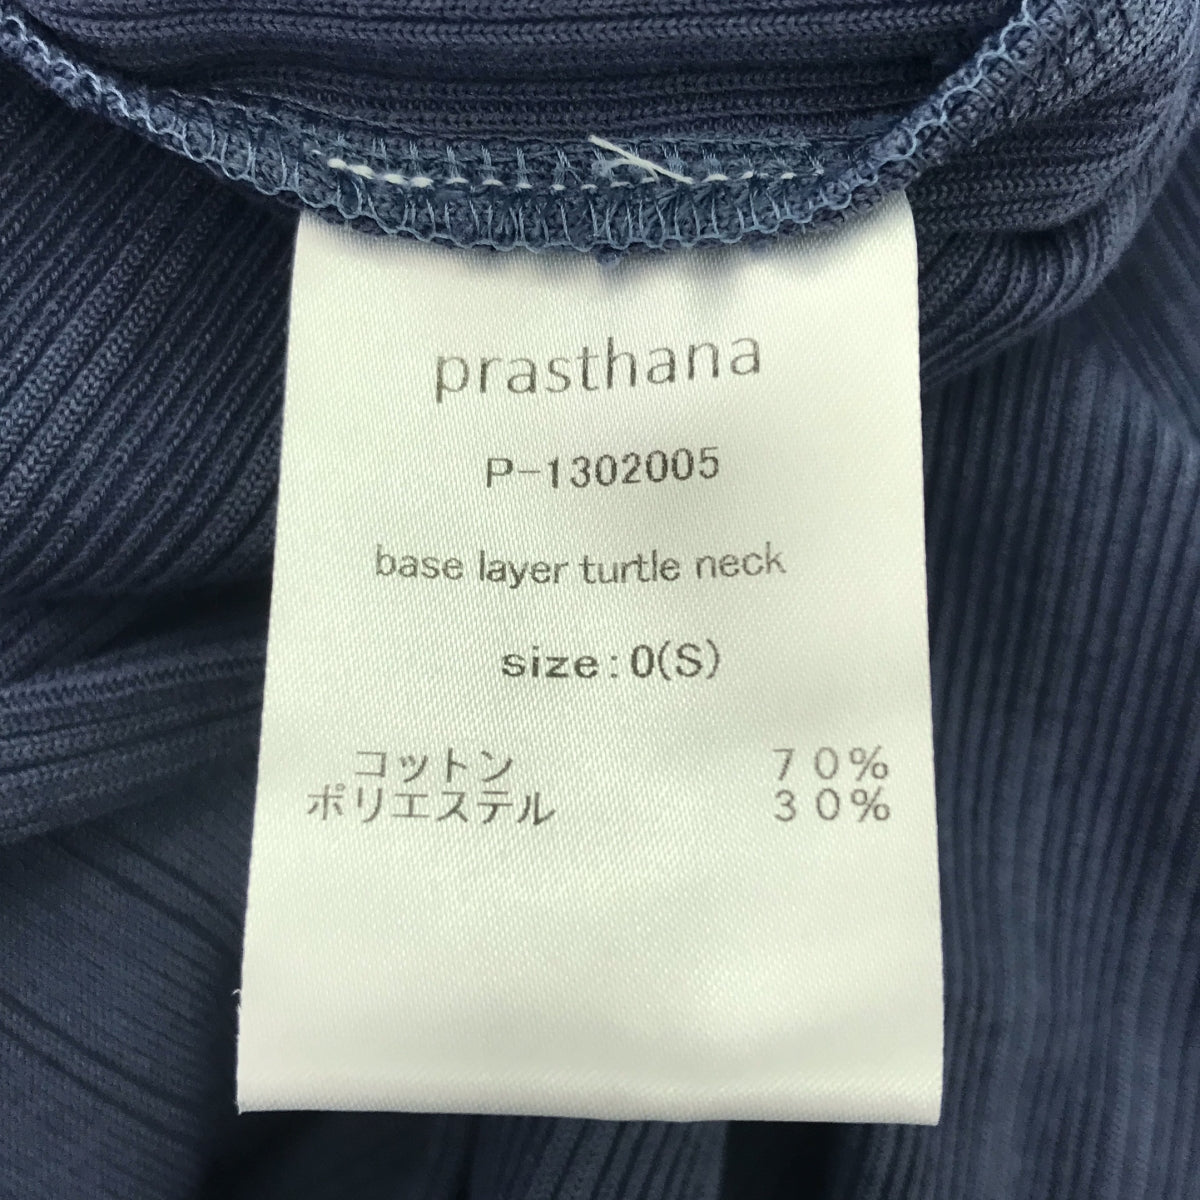 prasthana
P-1302005
base layer turtle neck
size:0(S)
コットン 70%
ポリエステル 30%